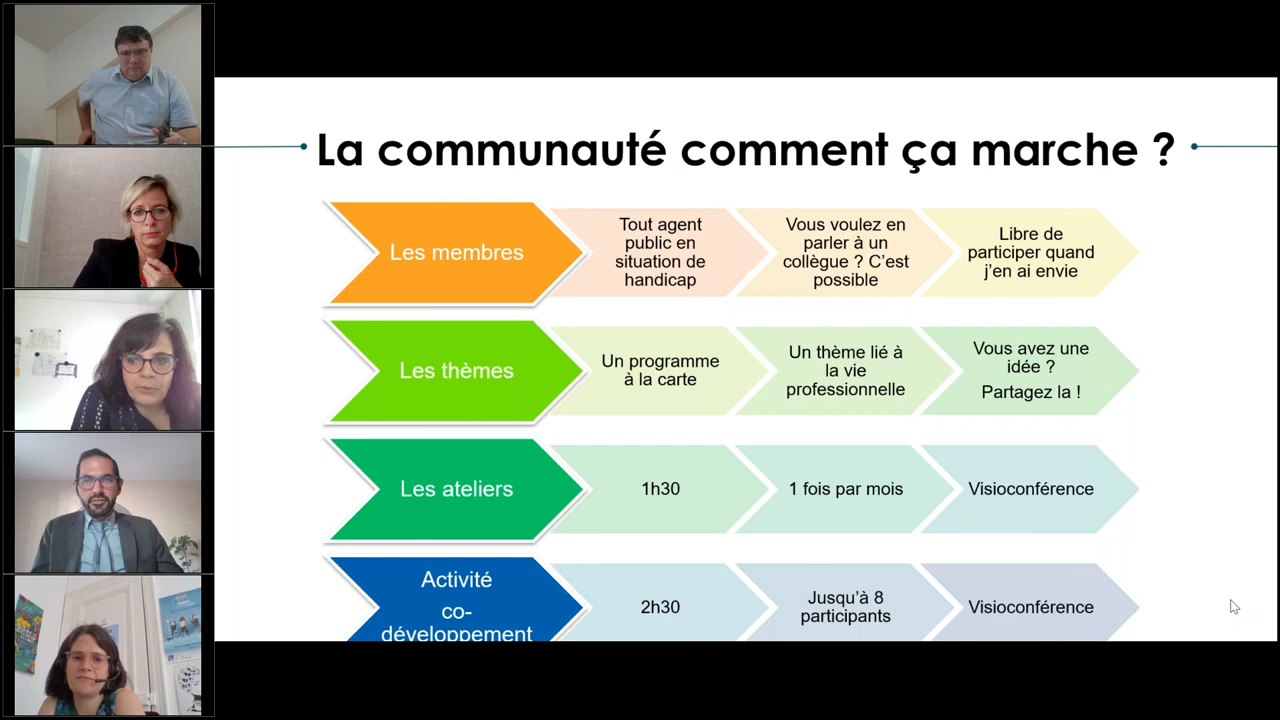 La communauté comment ça marche ?
Les membres
Tout agent
public en
situation de
handicap
Vous voulez en
parler à un
collègue ? C'est
possible
Libre de
participer quand
j'en ai envie
Les thèmes
Un programme
à la carte
Un thème lié à
la vie
professionnelle
Vous avez une
idée ?
Partagez la !
Les ateliers
1h30
1 fois par mois
Visioconférence
Activité
co-
développement
2h30
Jusqu'à 8
participants
Visioconférence